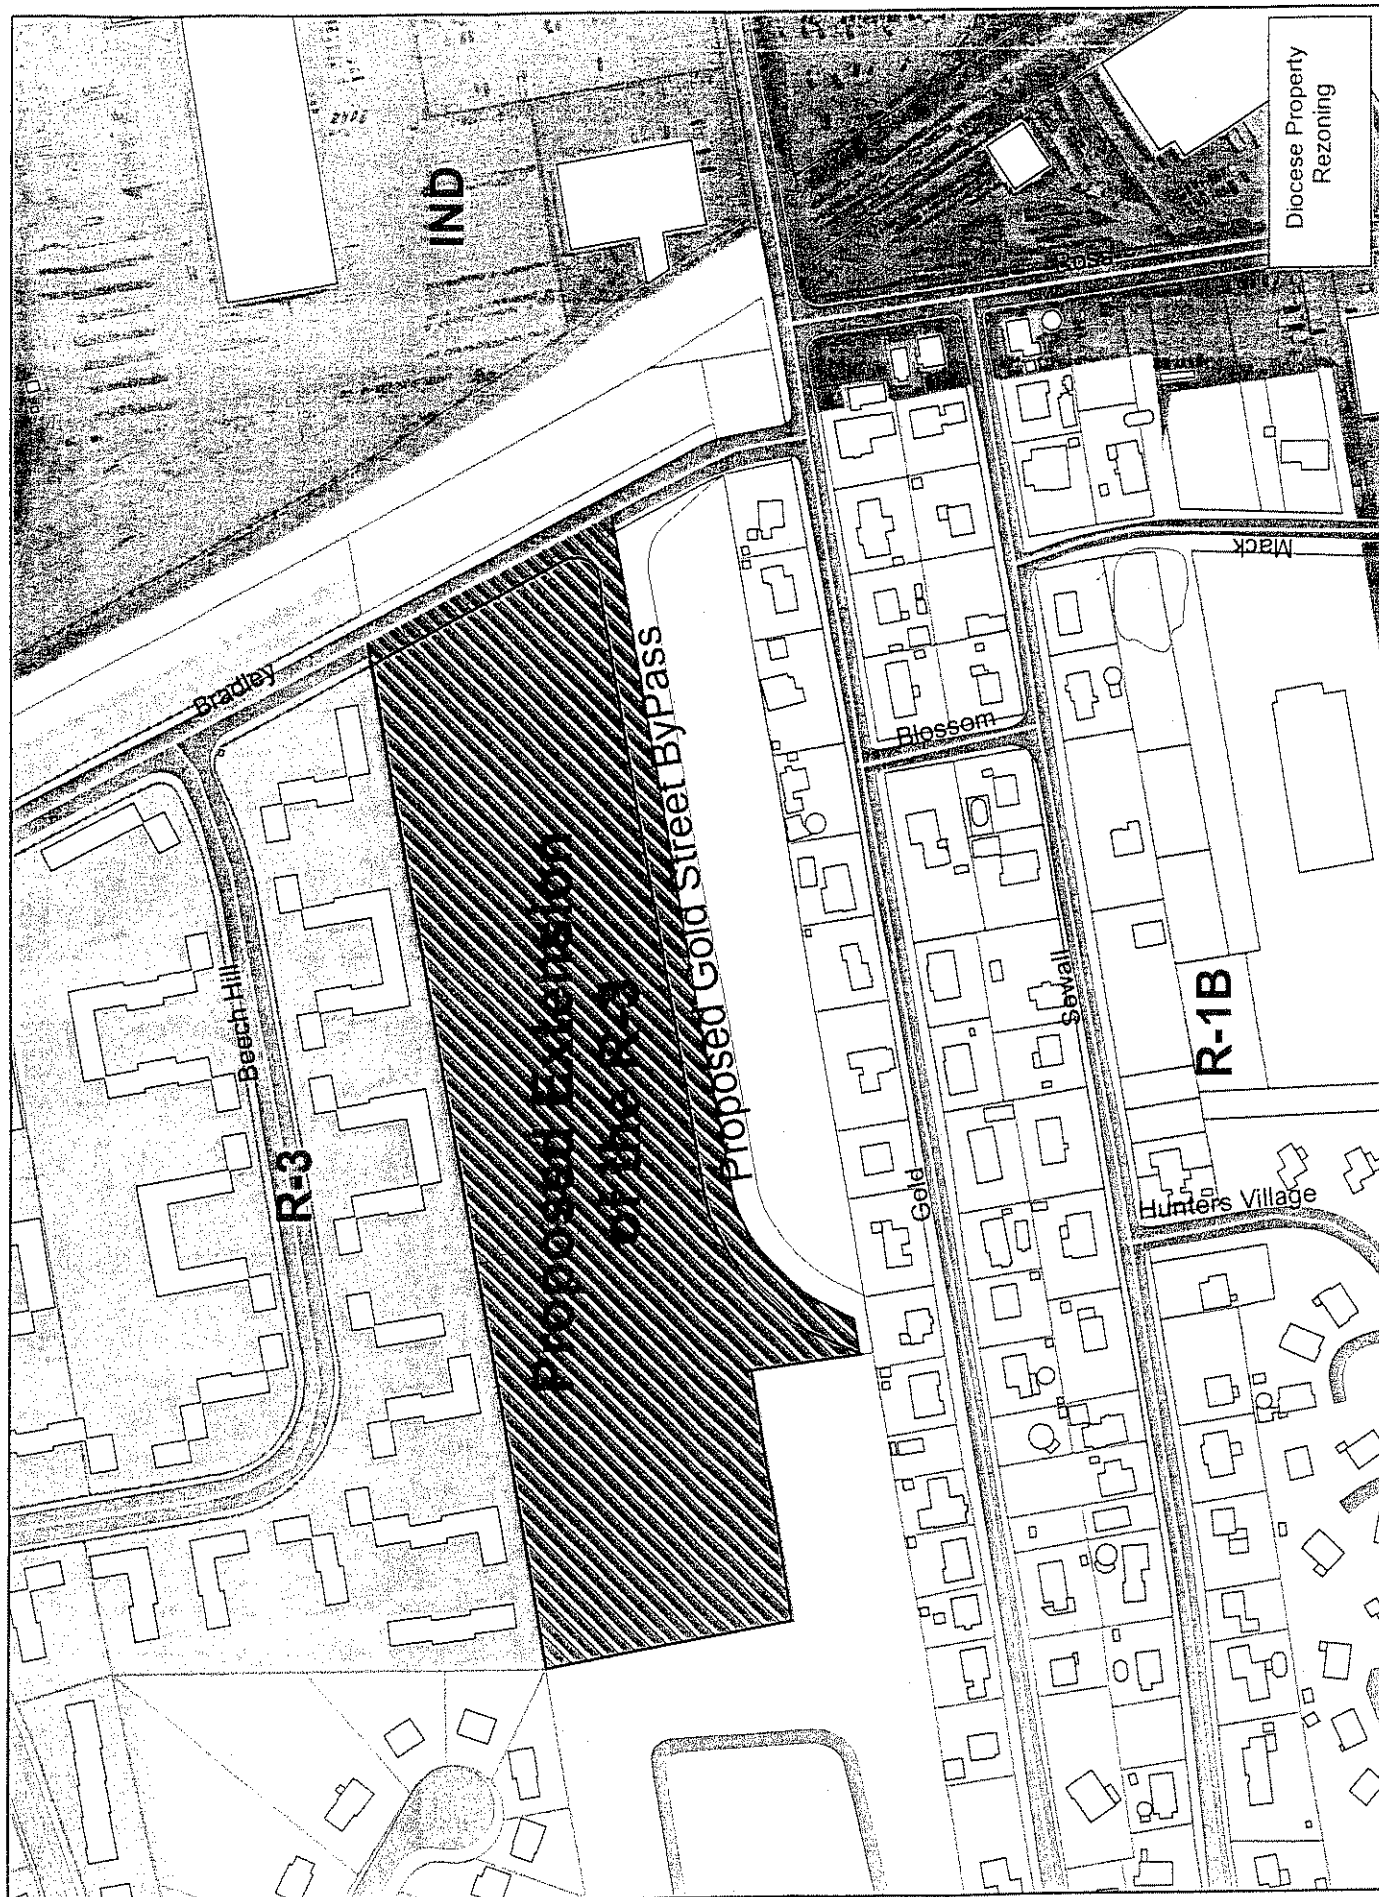 Diocese Property
Rezoning
IND
Ross
Bradley
Mack
Proposed Gold Street ByPass
Blossom
Proposed Extension
of the R-3
Beech Hill
R-3
Sewall
R-1B
Gold
Hunters Village